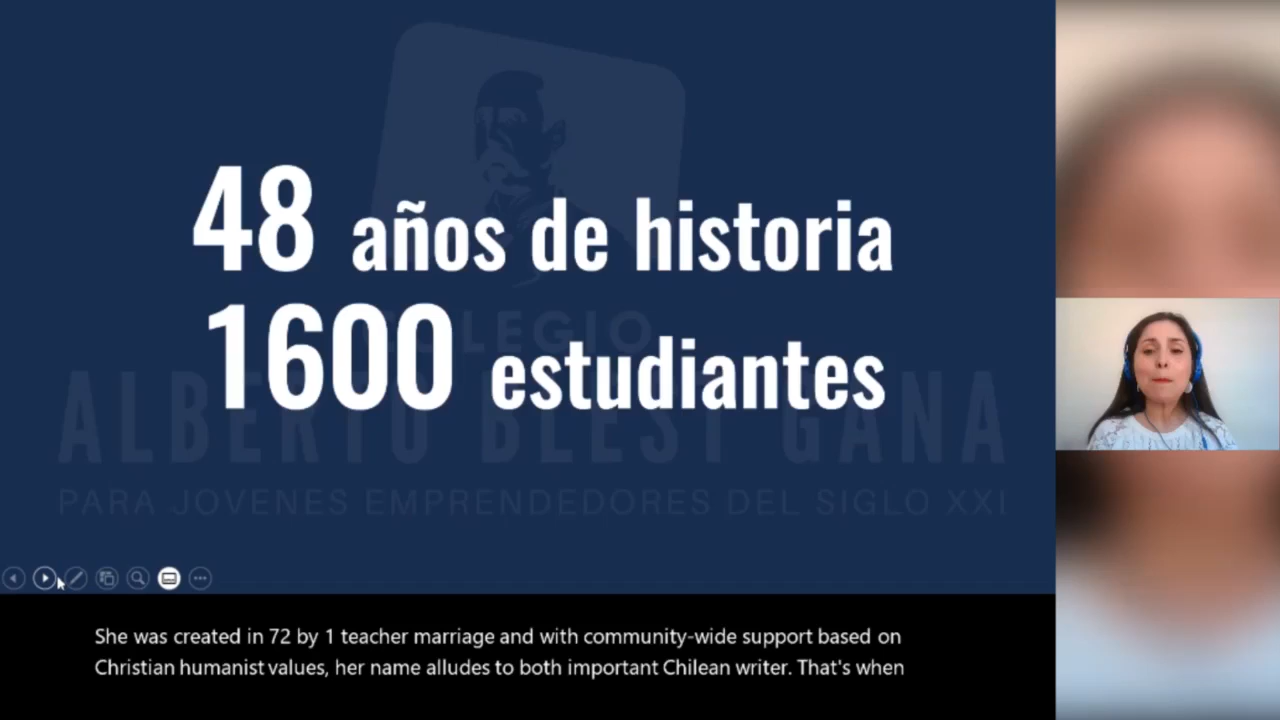 48 años de historia
1600 estudiantes
COLEGIO
ALBERTO BLEST GANA
PARA JOVENES EMPRENDEDORES DEL SIGLO XXI
She was created in 72 by 1 teacher marriage and with community-wide support based on
Christian humanist values, her name alludes to both important Chilean writer. That's when